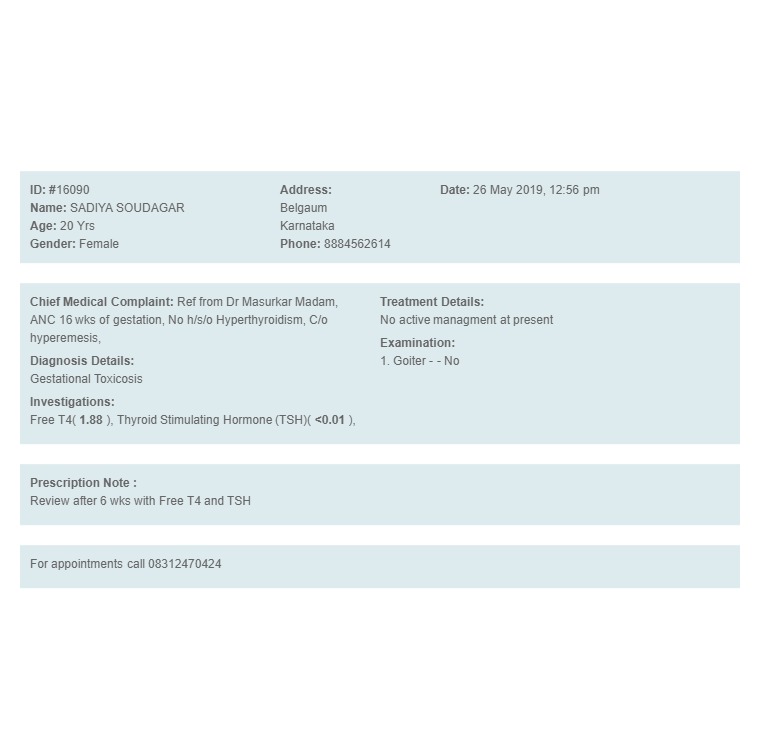 ID: #16090
Name: SADIYA SOUDAGAR
Age: 20 Yrs
Gender: Female
Address:
Belgaum
Karnataka
Phone: 8884562614
Date: 26 May 2019, 12:56 pm
Chief Medical Complaint: Ref from Dr Masurkar Madam,
ANC 16 wks of gestation, No h/s/o Hyperthyroidism, C/o
hyperemesis,
Diagnosis Details:
Gestational Toxicosis
Investigations:
Free T4( 1.88 ), Thyroid Stimulating Hormone (TSH)( <0.01 ),
Treatment Details:
No active managment at present
Examination:
1. Goiter - - No
Prescription Note :
Review after 6 wks with Free T4 and TSH
For appointments call 08312470424